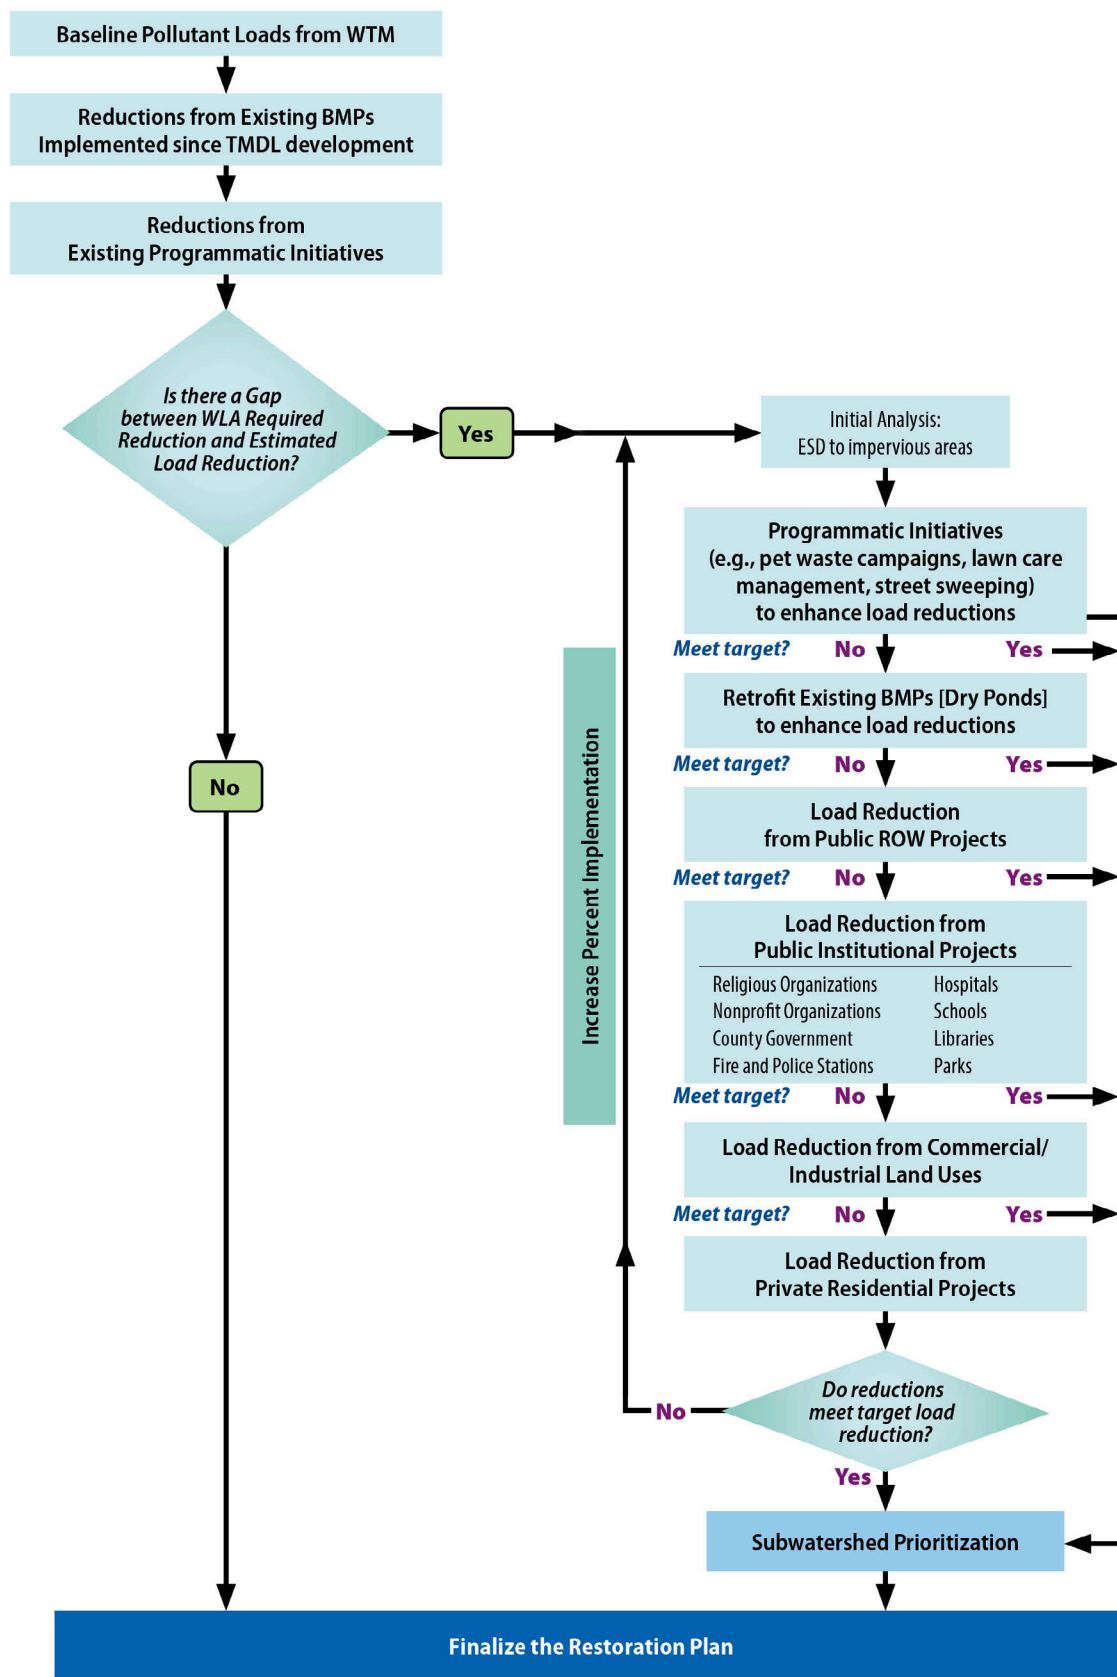 Baseline Pollutant Loads from WTM
Reductions from Existing BMPs
Implemented since TMDL development
Reductions from
Existing Programmatic Initiatives
Is there a Gap
between WLA Required
Reduction and Estimated
Load Reduction?
Yes
No
Initial Analysis:
ESD to impervious areas
Programmatic Initiatives
(e.g., pet waste campaigns, lawn care
management, street sweeping)
to enhance load reductions
Meet target? No Yes
Retrofit Existing BMPs [Dry Ponds]
to enhance load reductions
Meet target? No Yes
Load Reduction
from Public ROW Projects
Meet target? No Yes
Load Reduction from
Public Institutional Projects
Religious Organizations Hospitals
Nonprofit Organizations Schools
County Government Libraries
Fire and Police Stations Parks
Meet target? No Yes
Load Reduction from Commercial/
Industrial Land Uses
Meet target? No Yes
Load Reduction from
Private Residential Projects
Do reductions
meet target load
reduction?
No
Yes
Increase Percent Implementation
Subwatershed Prioritization
Finalize the Restoration Plan